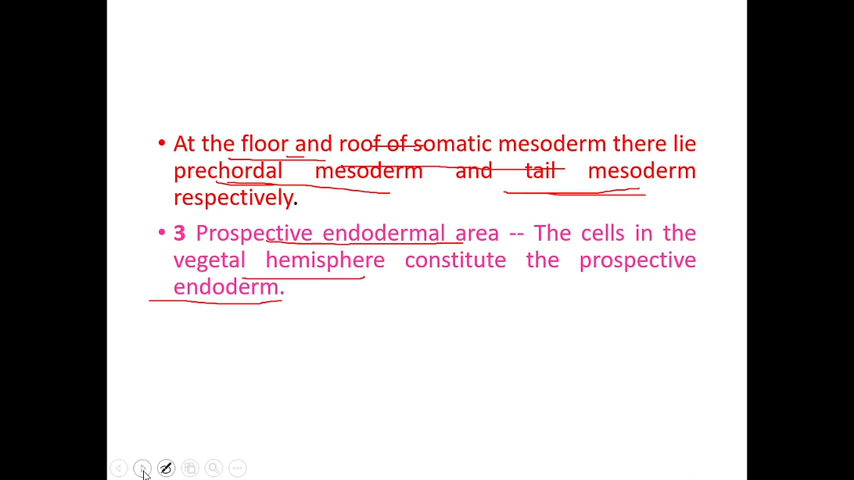 • At the floor and roof of somatic mesoderm there lie
prechordal mesoderm and tail mesoderm
respectively.
• 3 Prospective endodermal area -- The cells in the
vegetal hemisphere constitute the prospective
endoderm.